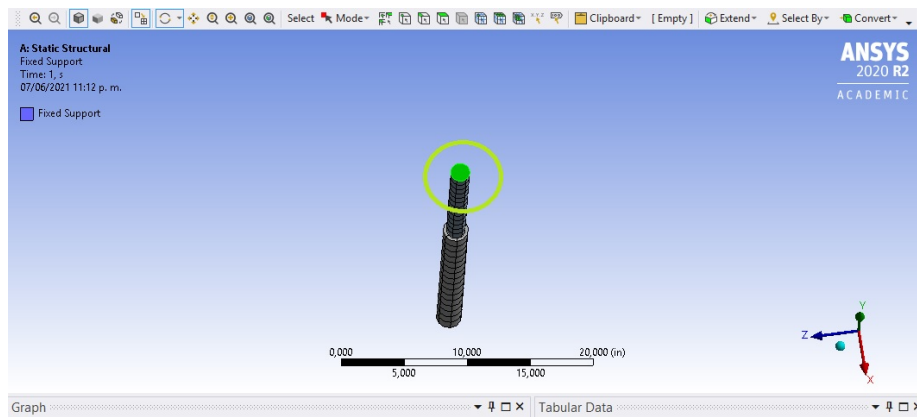 Select Mode Clipboard [ Empty ] Extend Select By Convert
A: Static Structural
Fixed Support
Time: 1, s
07/06/2021 11:12 p. m.
Fixed Support
ANSYS
2020 R2
ACADEMIC
Y
Z
X
0,000 10,000 20,000 (in)
5,000 15,000
Graph Tabular Data